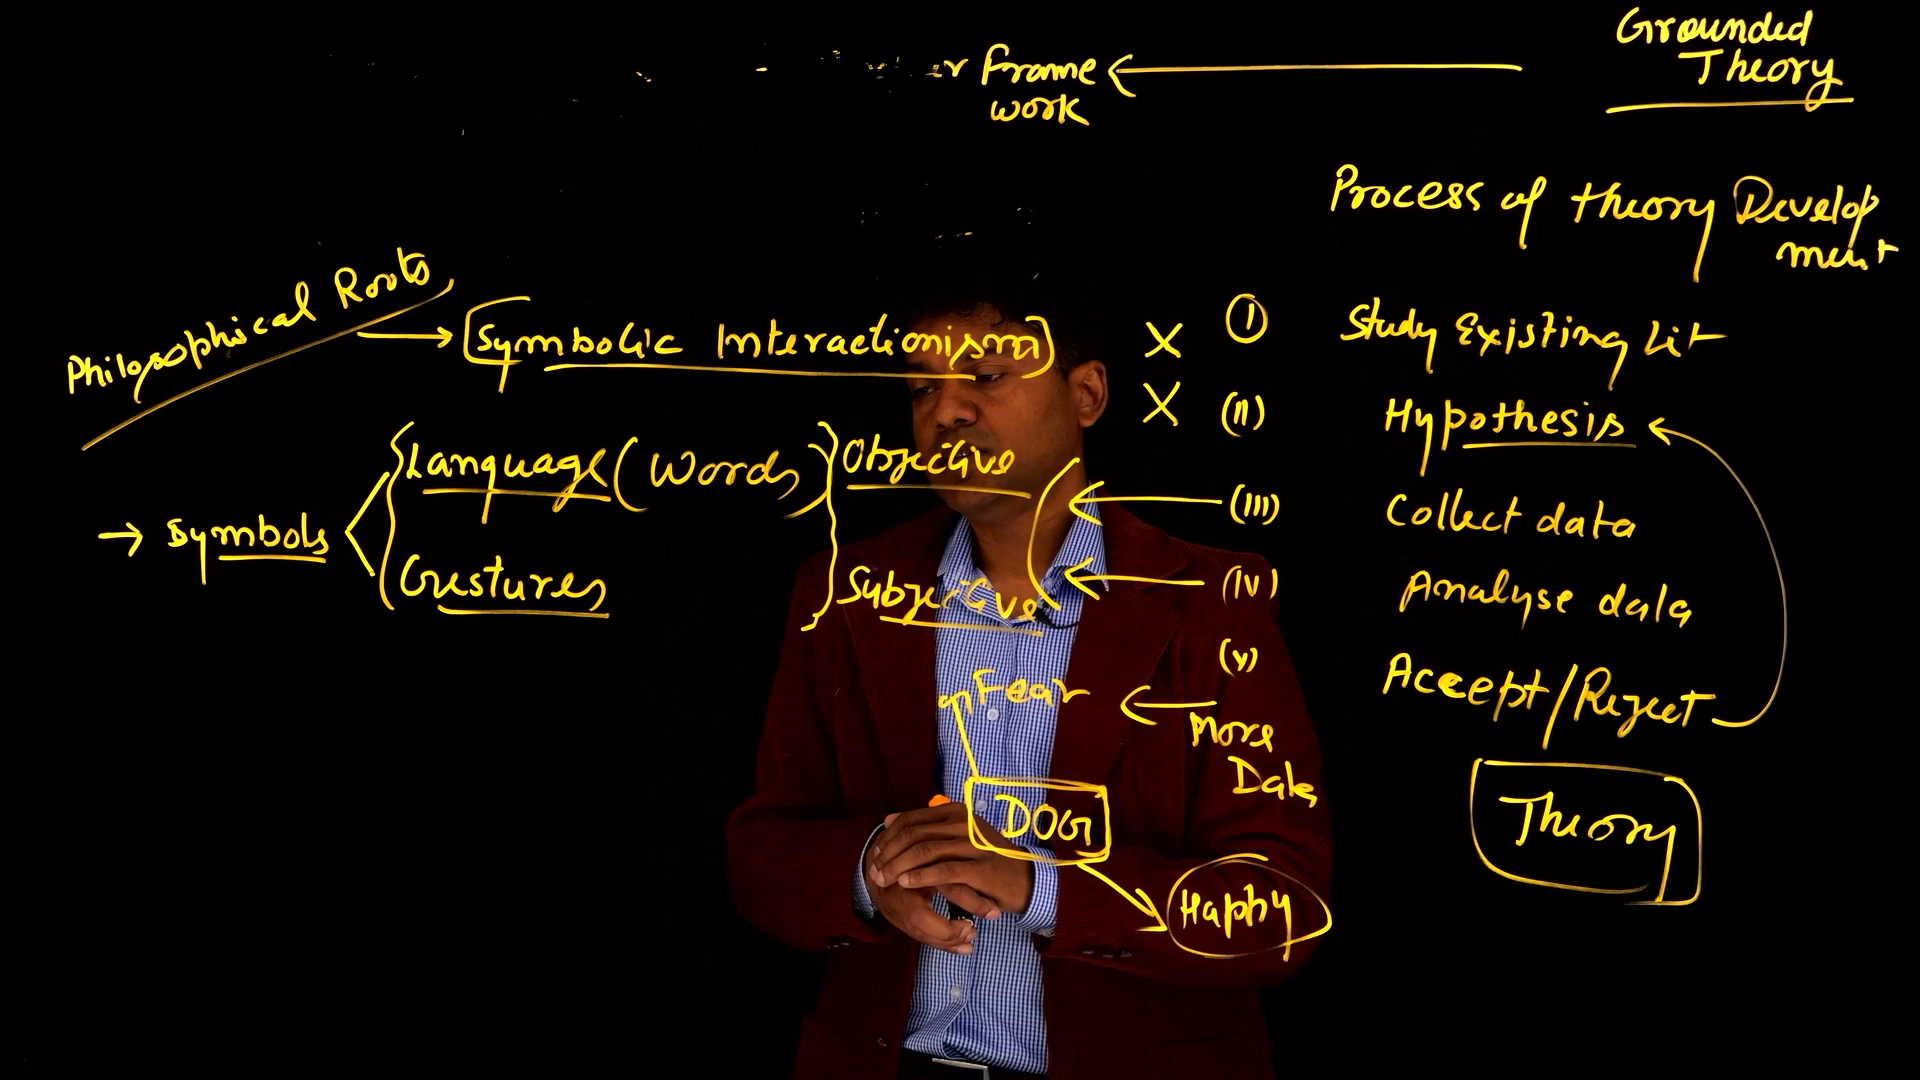 Grounded
Theory
r Frame
work
Process of theory Develop
ment
Philosophical Roots
Symbolic Interactionism
X (I) Study Existing Lit
X (II) Hypothesis
Language (Words) Objective
(III) Collect data
Symbols
Gestures Subjective
(IV) Analyse data
(V) Accept/Reject
Fear
More
Data
DOG
Theory
Happy